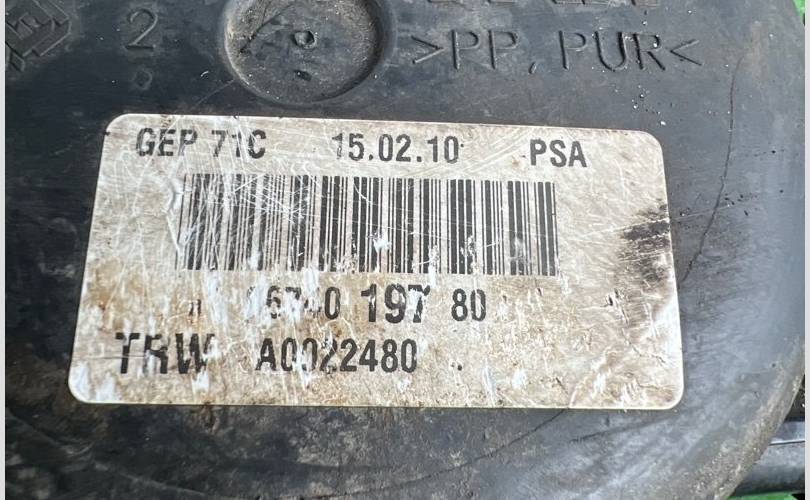 2
>PP, PUR<
GEP 71C 15.02.10 PSA
197 80
TRW A0022480